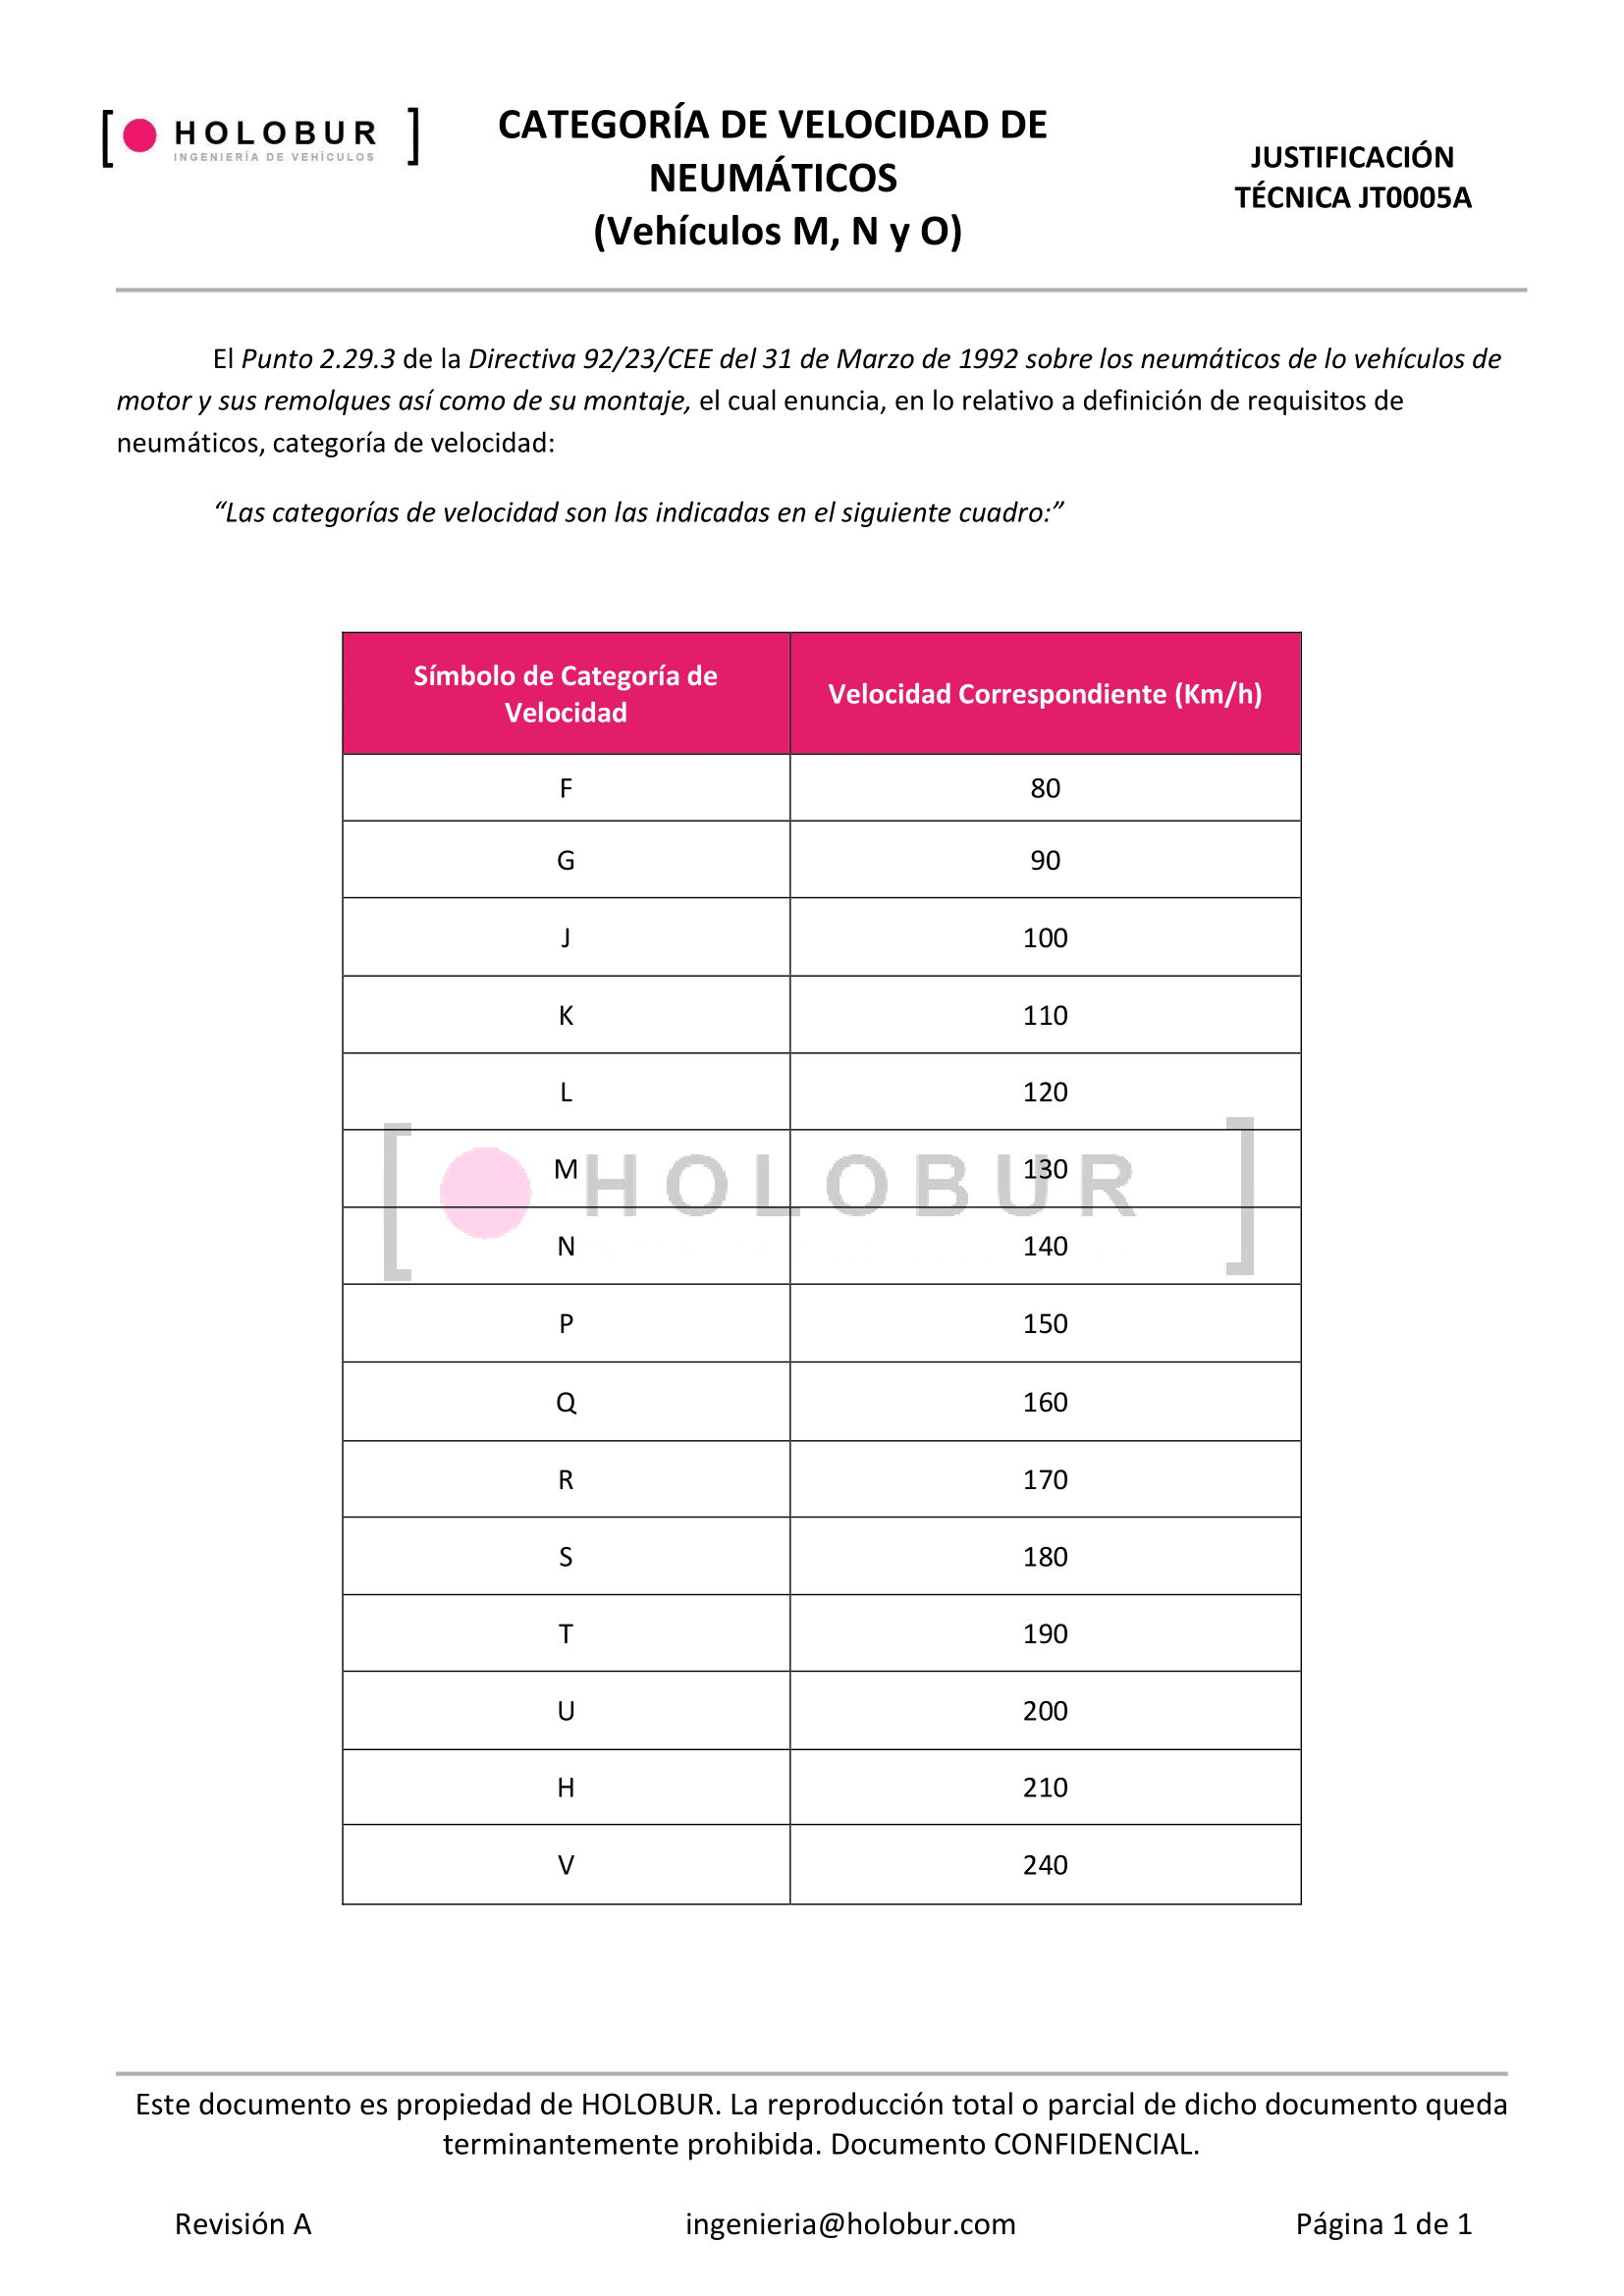 [ HOLOBUR ]
INGENIERÍA DE VEHÍCULOS
CATEGORÍA DE VELOCIDAD DE
NEUMÁTICOS
(Vehículos M, N y O)
JUSTIFICACIÓN
TÉCNICA JT0005A
El Punto 2.29.3 de la Directiva 92/23/CEE del 31 de Marzo de 1992 sobre los neumáticos de lo vehículos de
motor y sus remolques así como de su montaje, el cual enuncia, en lo relativo a definición de requisitos de
neumáticos, categoría de velocidad:
“Las categorías de velocidad son las indicadas en el siguiente cuadro:”
Símbolo de Categoría de
Velocidad
Velocidad Correspondiente (Km/h)
F 80
G 90
J 100
K 110
L 120
M 130
[ HOLOBUR ]
N 140
P 150
Q 160
R 170
S 180
T 190
U 200
H 210
V 240
Este documento es propiedad de HOLOBUR. La reproducción total o parcial de dicho documento queda
terminantemente prohibida. Documento CONFIDENCIAL.
Revisión A ingenieria@holobur.com Página 1 de 1